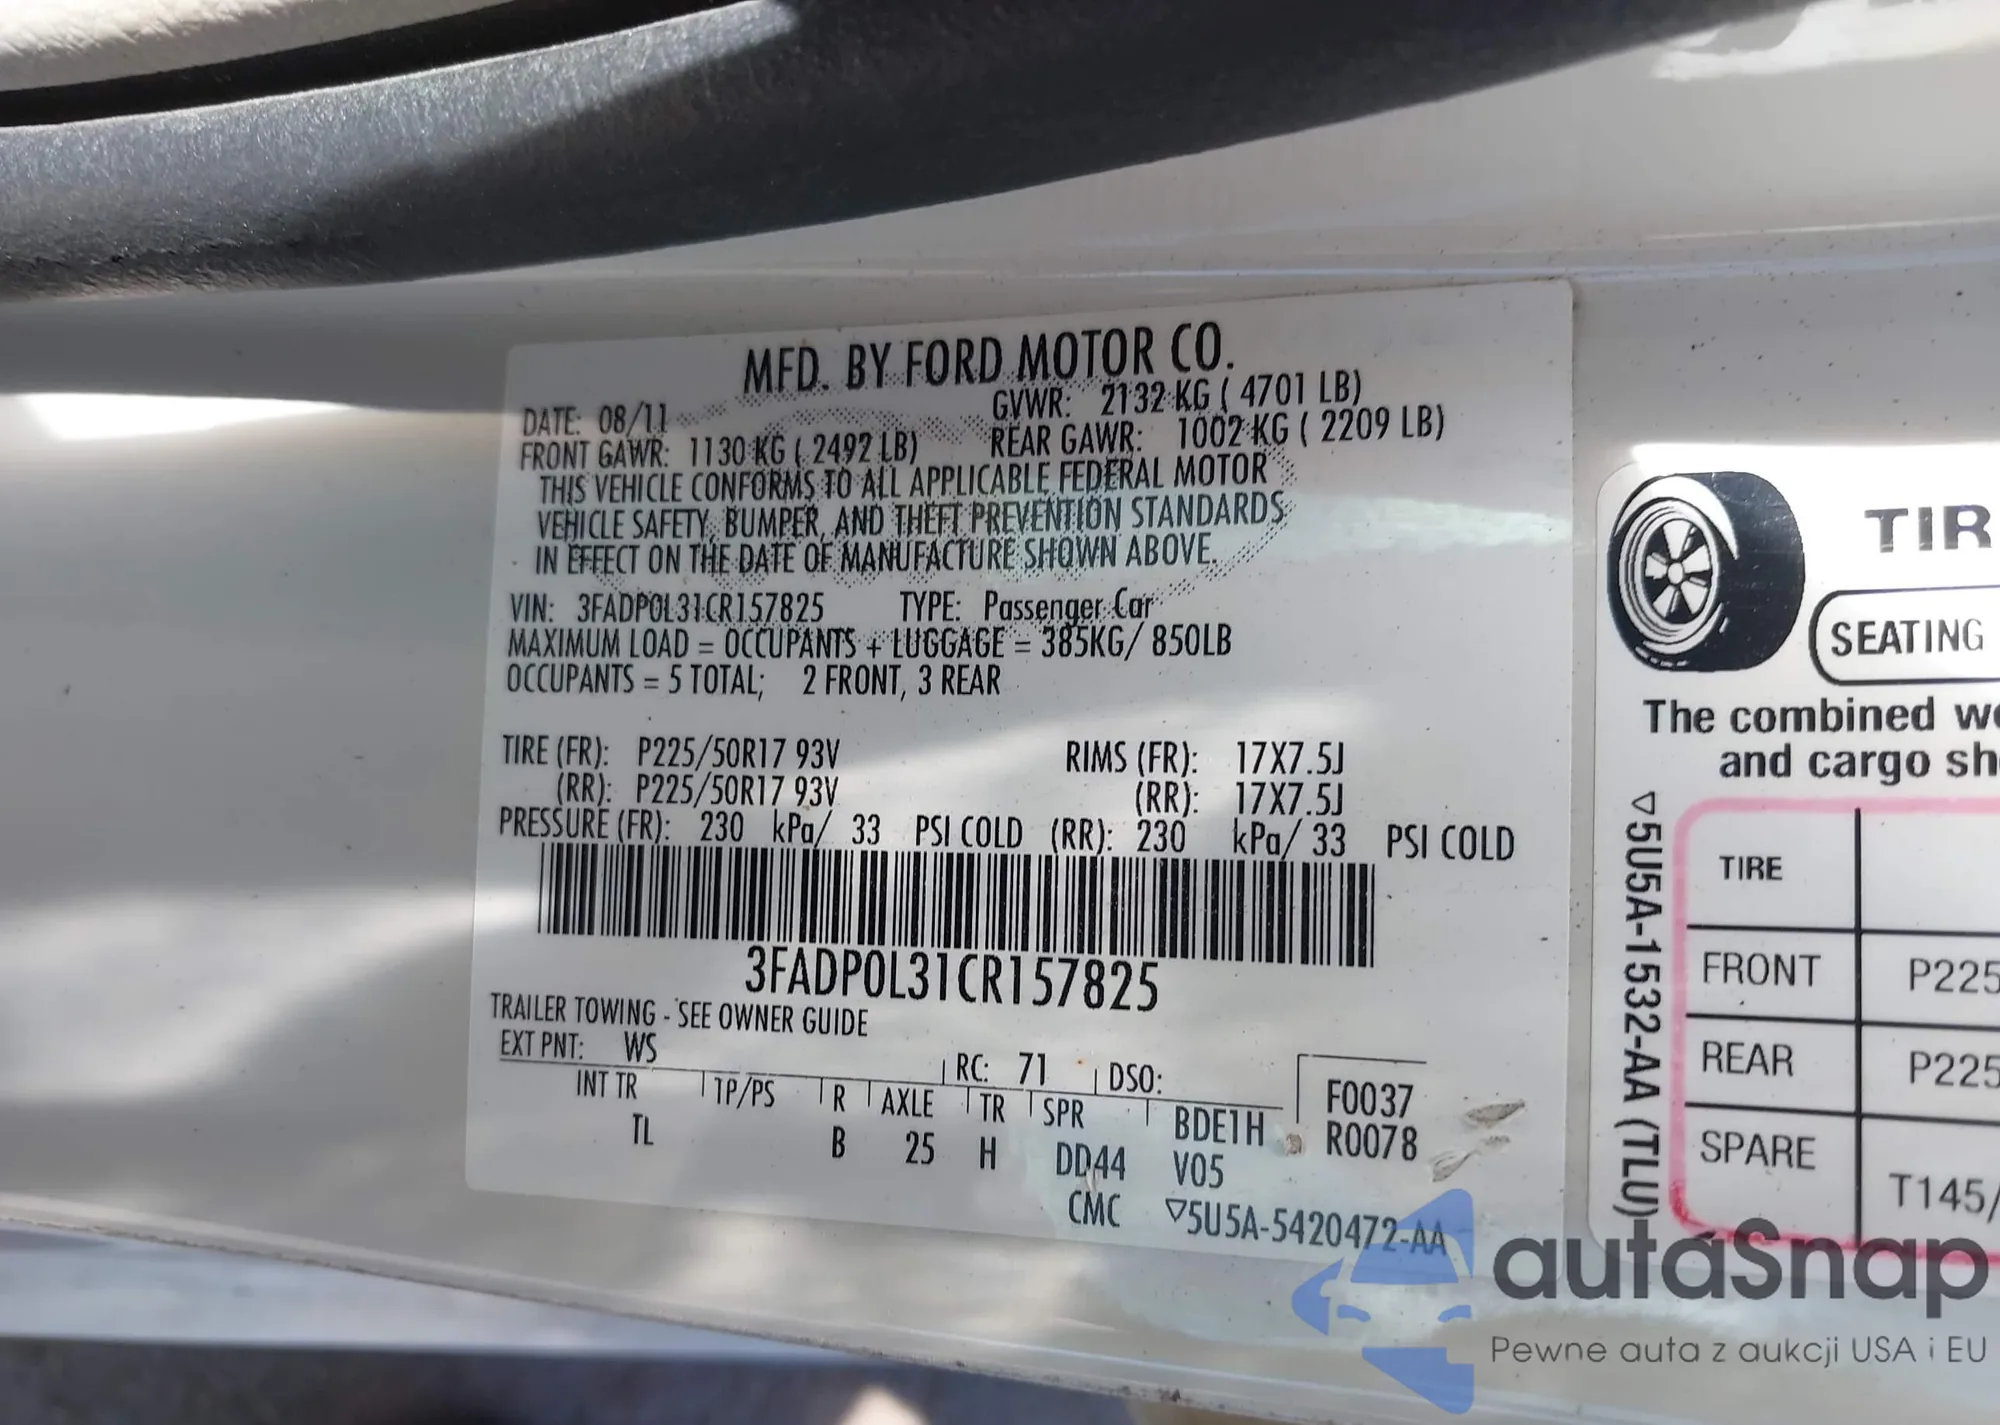 MFD. BY FORD MOTOR CO.
DATE: 08/11 GVWR: 2132 KG ( 4701 LB)
FRONT GAWR: 1130 KG ( 2492 LB) REAR GAWR: 1002 KG ( 2209 LB)
THIS VEHICLE CONFORMS TO ALL APPLICABLE FEDERAL MOTOR
VEHICLE SAFETY, BUMPER, AND THEFT PREVENTION STANDARDS
IN EFFECT ON THE DATE OF MANUFACTURE SHOWN ABOVE.
VIN: 3FADP0L31CR157825 TYPE: Passenger Car
MAXIMUM LOAD = OCCUPANTS + LUGGAGE = 385KG/ 850LB
OCCUPANTS = 5 TOTAL; 2 FRONT, 3 REAR
TIRE (FR): P225/50R17 93V RIMS (FR): 17X7.5J
(RR): P225/50R17 93V (RR): 17X7.5J
PRESSURE (FR): 230 kPa/ 33 PSI COLD (RR): 230 kPa/ 33 PSI COLD
3FADP0L31CR157825
TRAILER TOWING - SEE OWNER GUIDE
EXT PNT: WS RC: 71 DSO:
INT TR TP/PS R AXLE TR SPR BDE1H F0037
TL B 25 H DD44 V05 R0078
CMC ▽5U5A-5420472-AA
TIR
SEATING
The combined we
and cargo sh
▽5U5A-1532-AA (TLU)
TIRE
FRONT P225
REAR P225
SPARE T145/
autaSnap
Pewne auta z aukcji USA i EU